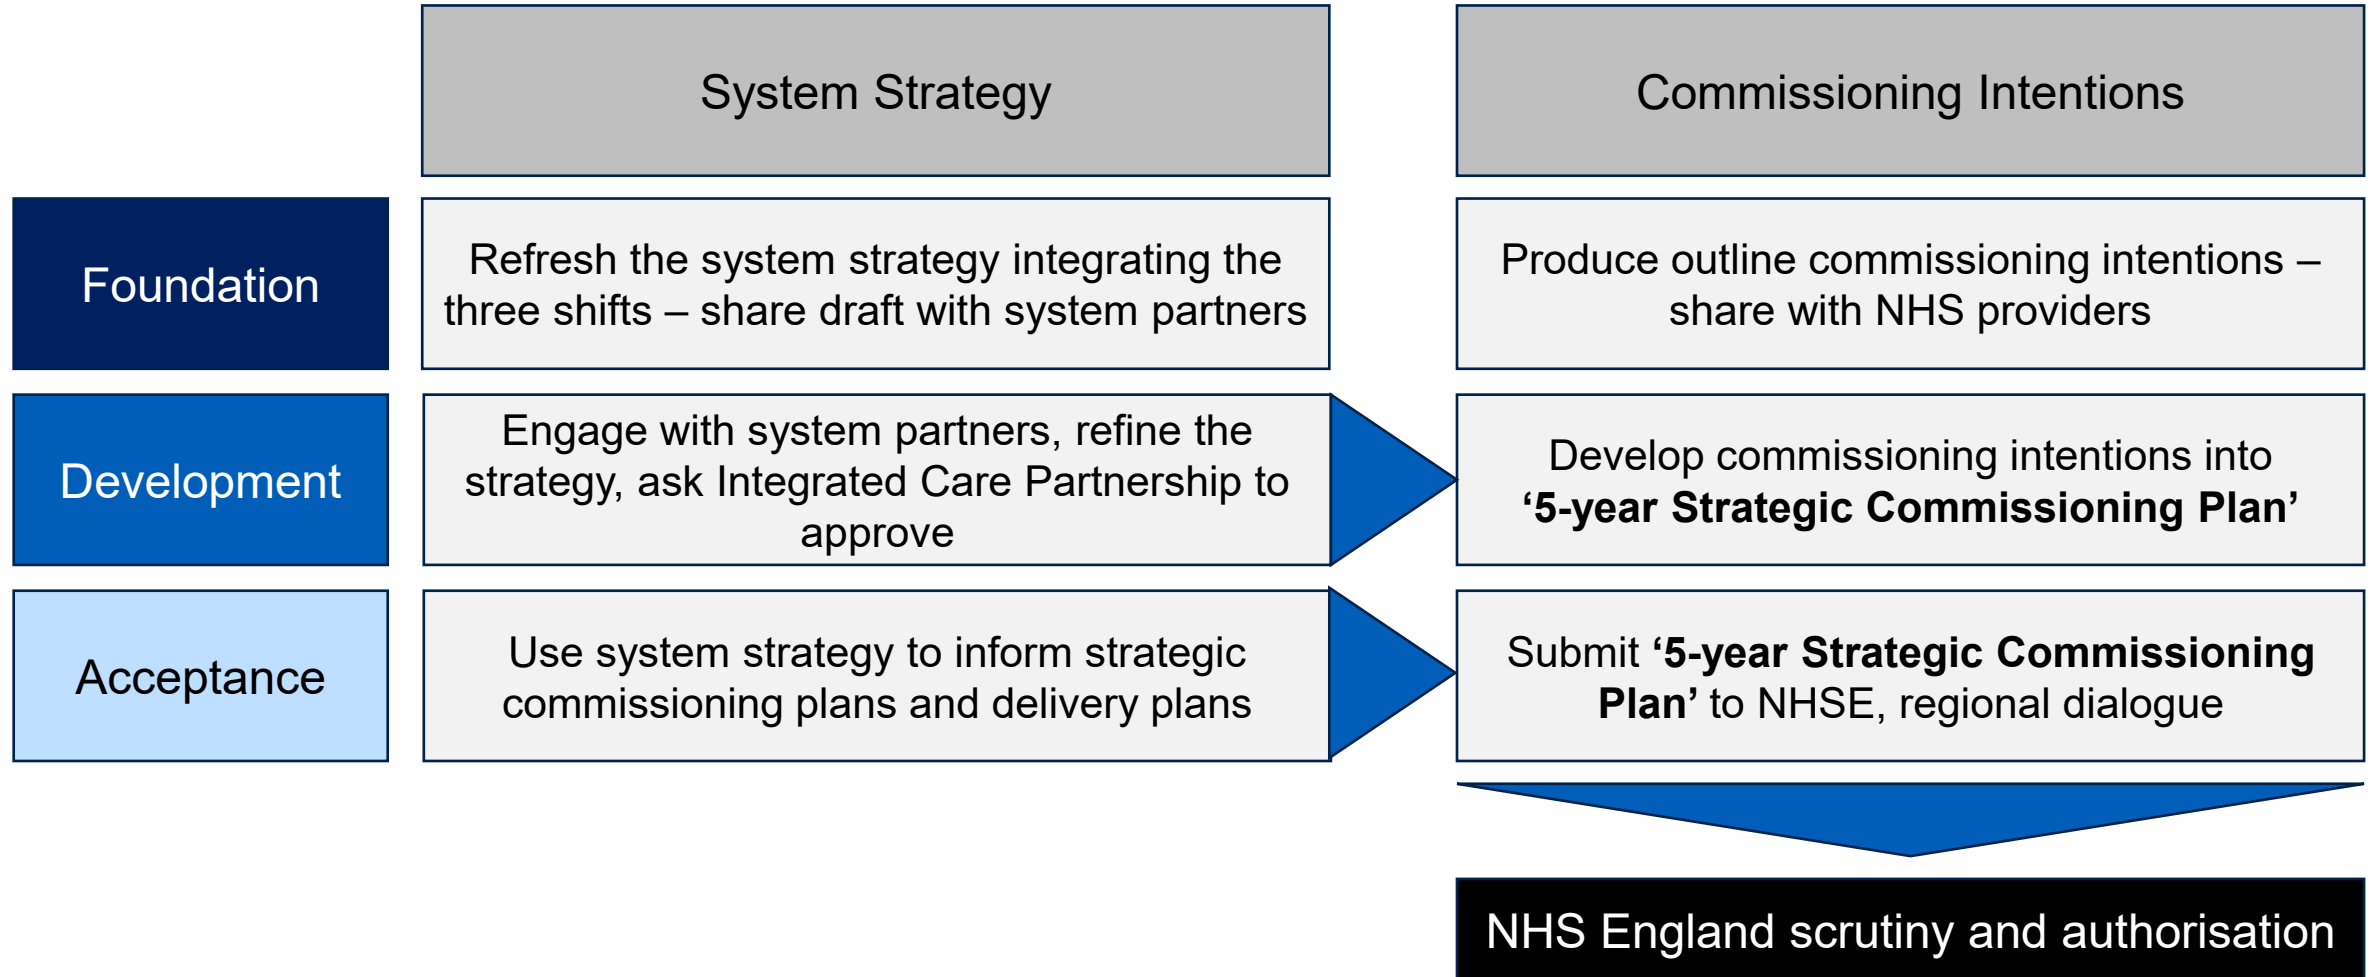 System Strategy
Commissioning Intentions
Foundation
Refresh the system strategy integrating the
three shifts – share draft with system partners
Produce outline commissioning intentions –
share with NHS providers
Development
Engage with system partners, refine the
strategy, ask Integrated Care Partnership to
approve
Develop commissioning intentions into
‘5-year Strategic Commissioning Plan’
Acceptance
Use system strategy to inform strategic
commissioning plans and delivery plans
Submit ‘5-year Strategic Commissioning
Plan’ to NHSE, regional dialogue
NHS England scrutiny and authorisation